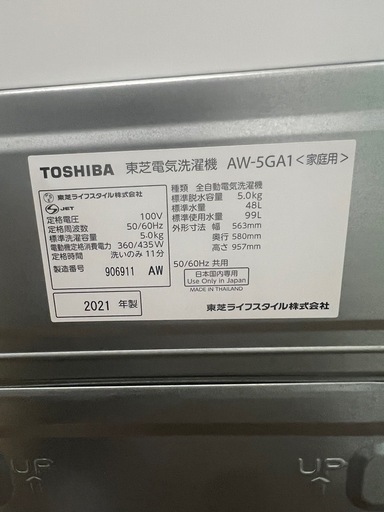 TOSHIBA 東芝電気洗濯機 AW-5GA1<家庭用>
東芝ライフスタイル株式会社
JET
定格電圧 100V
定格周波数 50/60Hz
標準洗濯容量 5.0kg
電動機定格消費電力 360/435W
定格時間 洗いのみ 11分
製造番号 906911 AW
2021 年製
種類 全自動電気洗濯機
標準脱水容量 5.0kg
標準水量 48L
標準使用水量 99L
外形寸法 幅 563mm
奥行 580mm
高さ 957mm
50/60Hz 共用
日本国内専用
Use Only in Japan
MADE IN THAILAND
東芝ライフスタイル株式会社
UP
UP